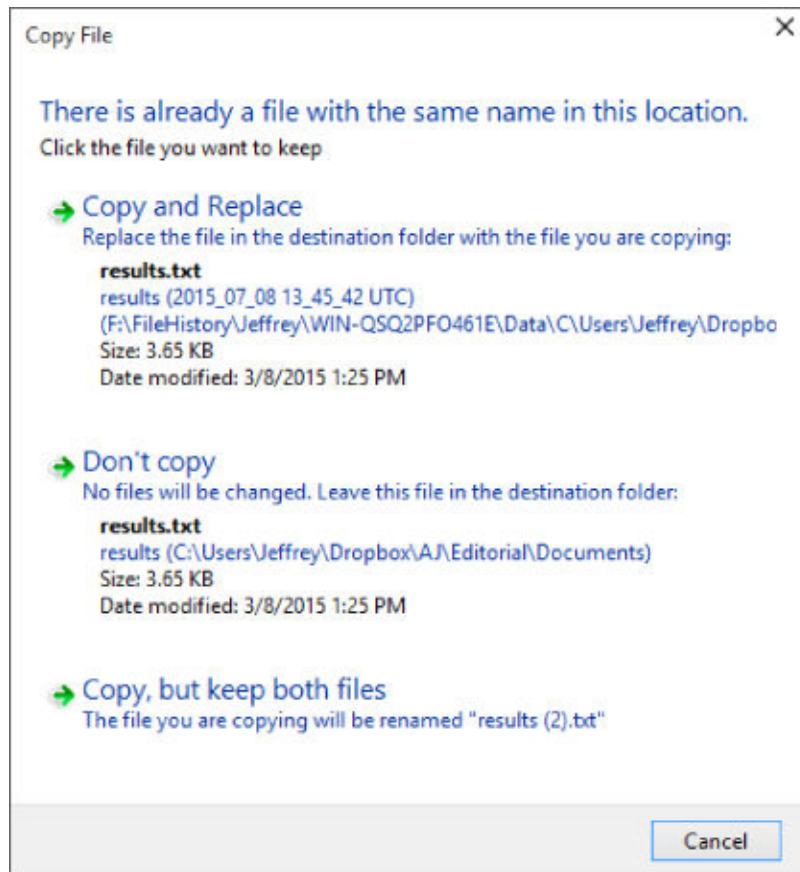 Copy File
There is already a file with the same name in this location.
Click the file you want to keep
Copy and Replace
Replace the file in the destination folder with the file you are copying:
results.txt
results (2015_07_08 13_45_42 UTC)
(F:\FileHistory\Jeffrey\WIN-QSQ2PFO461E\Data\C\Users\Jeffrey\Dropbo
Size: 3.65 KB
Date modified: 3/8/2015 1:25 PM
Don't copy
No files will be changed. Leave this file in the destination folder:
results.txt
results (C:\Users\Jeffrey\Dropbox\AJ\Editorial\Documents)
Size: 3.65 KB
Date modified: 3/8/2015 1:25 PM
Copy, but keep both files
The file you are copying will be renamed "results (2).txt"
Cancel